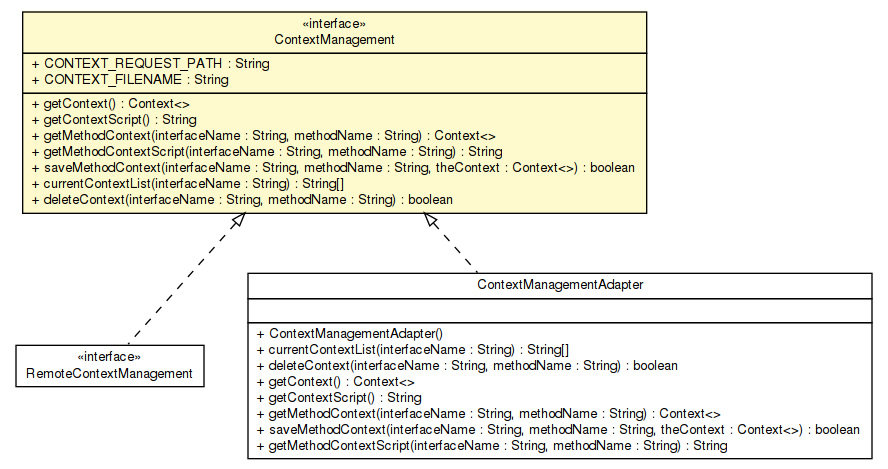 «interface»
ContextManagement
+ CONTEXT_REQUEST_PATH : String
+ CONTEXT_FILENAME : String
+ getContext() : Context<>
+ getContextScript() : String
+ getMethodContext(interfaceName : String, methodName : String) : Context<>
+ getMethodContextScript(interfaceName : String, methodName : String) : String
+ saveMethodContext(interfaceName : String, methodName : String, theContext : Context<>) : boolean
+ currentContextList(interfaceName : String) : String[]
+ deleteContext(interfaceName : String, methodName : String) : boolean
ContextManagementAdapter
+ ContextManagementAdapter()
+ currentContextList(interfaceName : String) : String[]
+ deleteContext(interfaceName : String, methodName : String) : boolean
+ getContext() : Context<>
+ getContextScript() : String
+ getMethodContext(interfaceName : String, methodName : String) : Context<>
+ saveMethodContext(interfaceName : String, methodName : String, theContext : Context<>) : boolean
+ getMethodContextScript(interfaceName : String, methodName : String) : String
«interface»
RemoteContextManagement